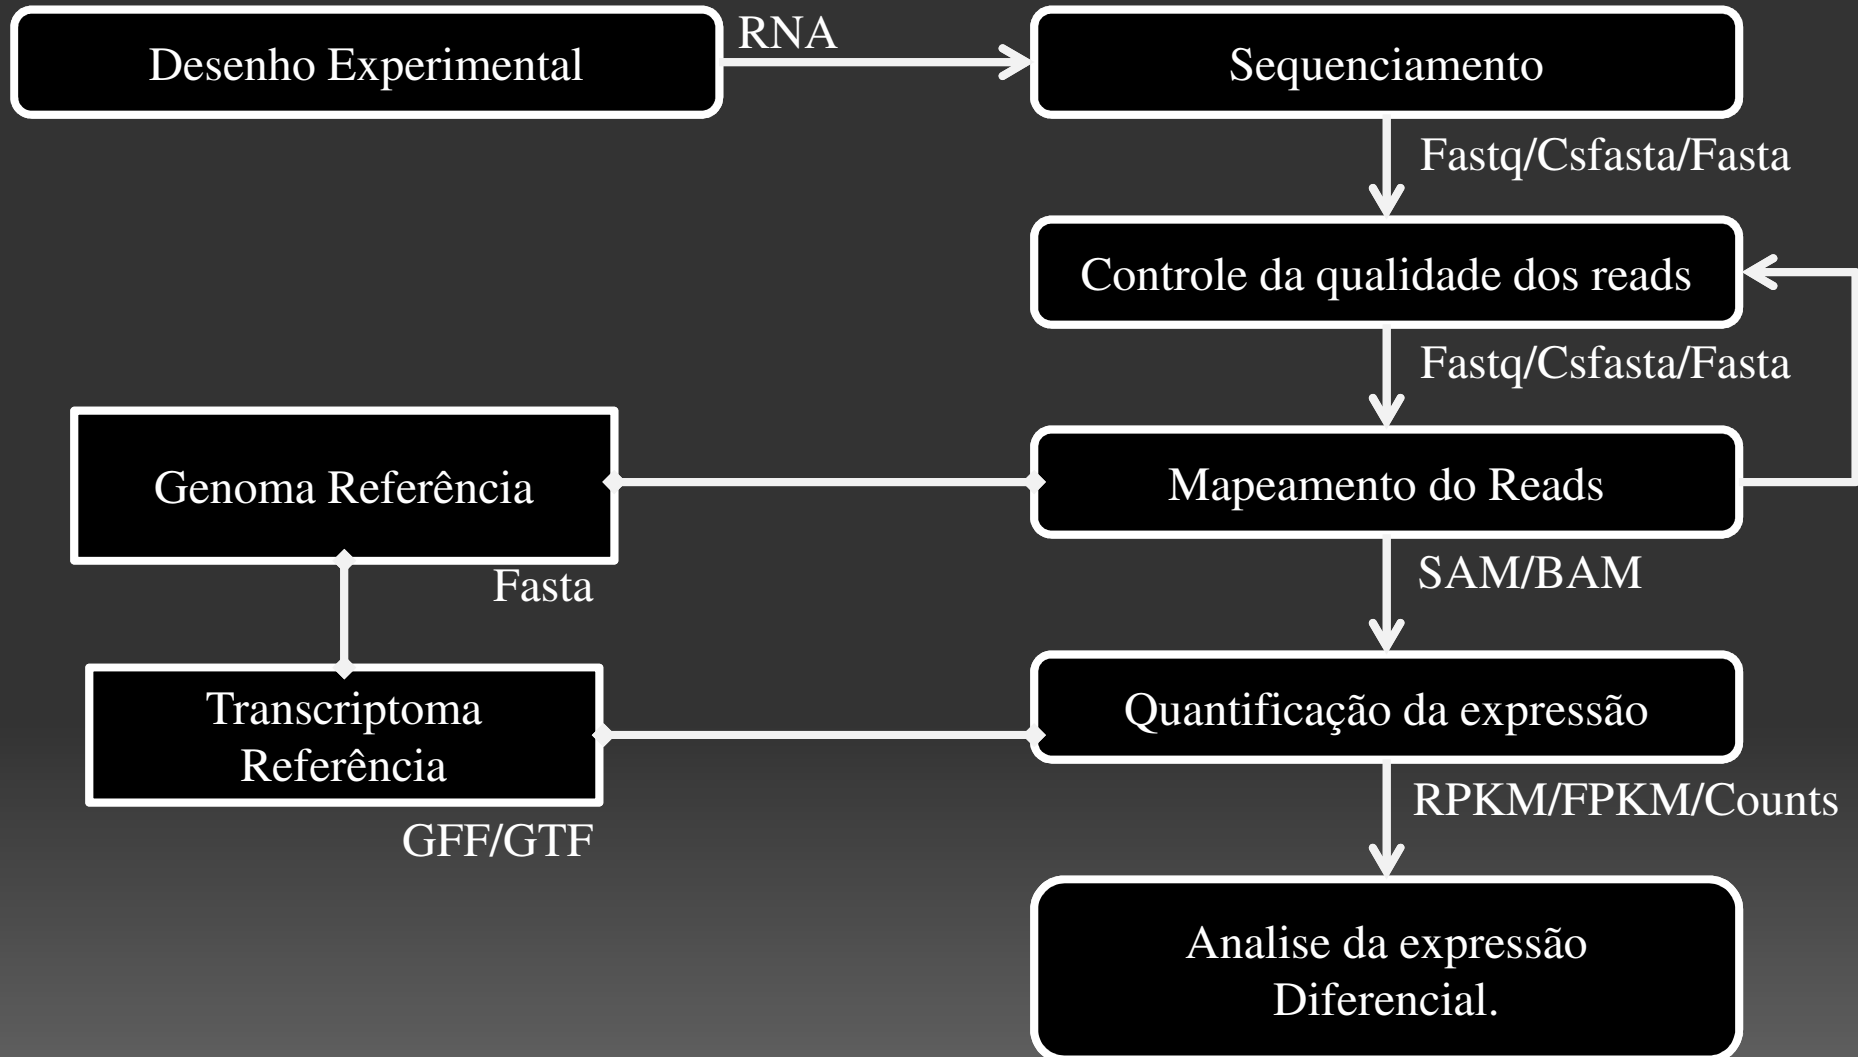 Desenho Experimental
RNA
Sequenciamento
Fastq/Csfasta/Fasta
Controle da qualidade dos reads
Fastq/Csfasta/Fasta
Genoma Referência
Mapeamento do Reads
Fasta
SAM/BAM
Transcriptoma
Referência
Quantificação da expressão
GFF/GTF
RPKM/FPKM/Counts
Analise da expressão
Diferencial.